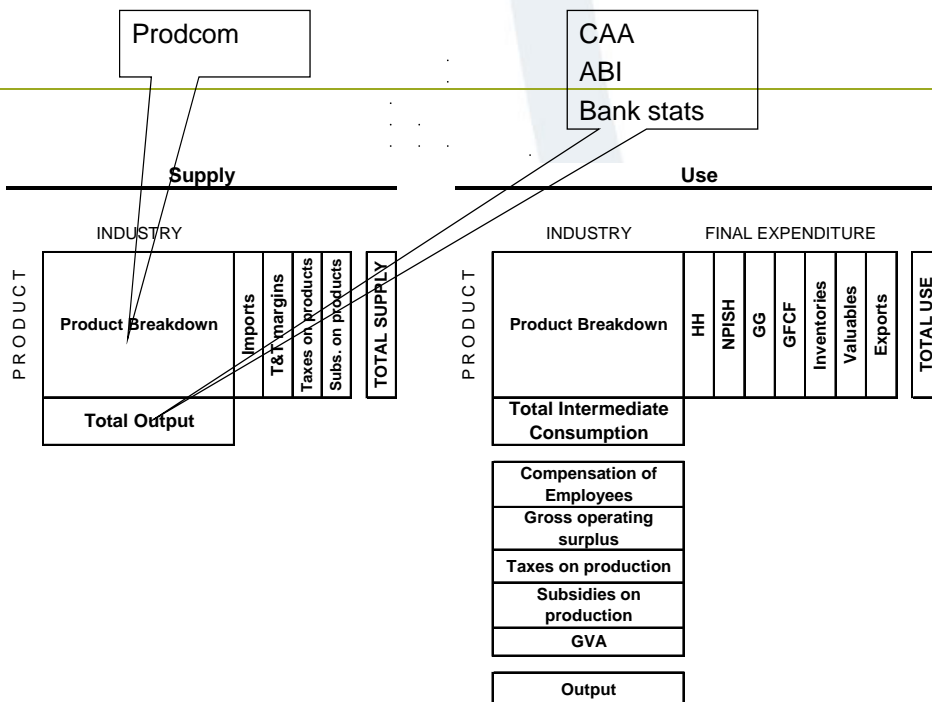 Prodcom
CAA
ABI
Bank stats
Supply
INDUSTRY
PRODUCT
Product Breakdown
Imports
T&T margins
Taxes on products
Subs. on products
TOTAL SUPPLY
Total Output
Use
INDUSTRY
FINAL EXPENDITURE
PRODUCT
Product Breakdown
HH
NPISH
GG
GFCF
Inventories
Valuables
Exports
TOTAL USE
Total Intermediate
Consumption
Compensation of
Employees
Gross operating
surplus
Taxes on production
Subsidies on
production
GVA
Output